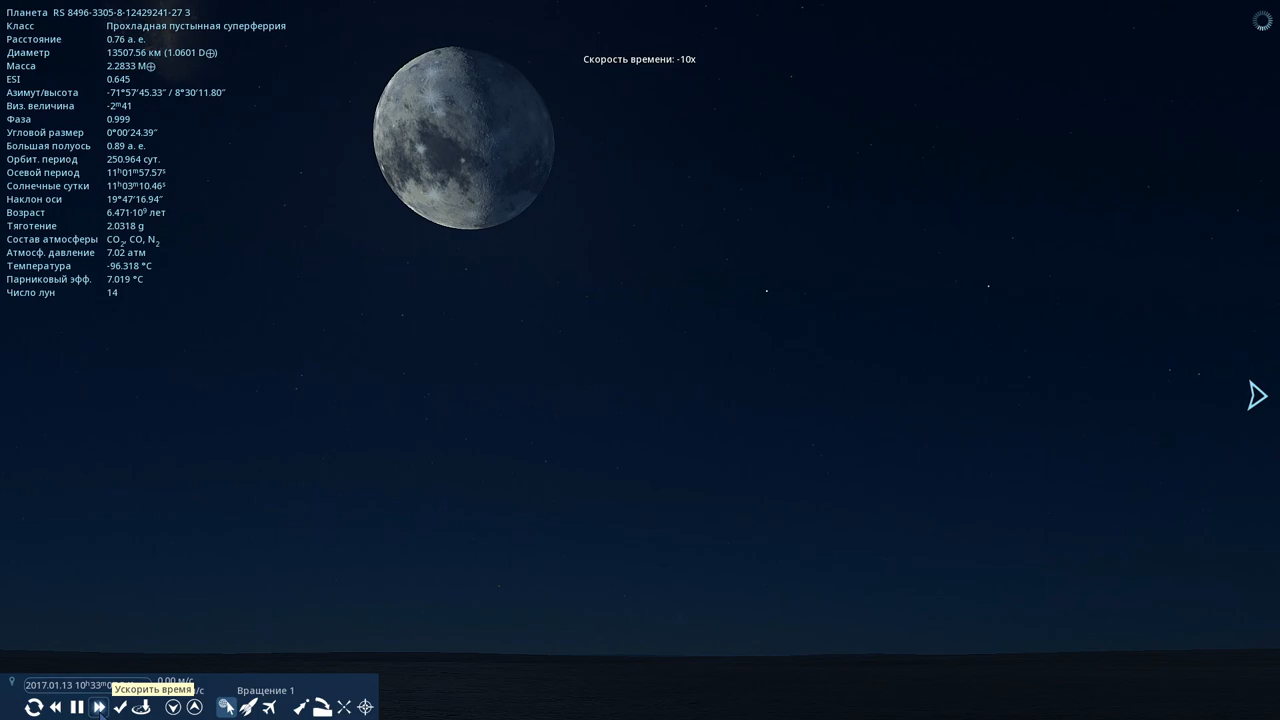 Планета RS 8496-3305-8-12429241-27 3
Класс Прохладная пустынная суперферрия
Расстояние 0.76 а. е.
Диаметр 13507.56 км (1.0601 D⊕)
Масса 2.2833 M⊕
ESI 0.645
Азимут/высота -71°57′45.33″ / 8°30′11.80″
Виз. величина -2ᵐ41
Фаза 0.999
Угловой размер 0°00′24.39″
Большая полуось 0.89 а. е.
Орбит. период 250.964 сут.
Осевой период 11ʰ01ᵐ57.57ˢ
Солнечные сутки 11ʰ03ᵐ10.46ˢ
Наклон оси 19°47′16.94″
Возраст 6.471·10⁹ лет
Тяготение 2.0318 g
Состав атмосферы CO₂, CO, N₂
Атмосф. давление 7.02 атм
Температура -96.318 °C
Парниковый эфф. 7.019 °C
Число лун 14
Скорость времени: -10x
2017.01.13 10ʰ33ᵐ
0.00 м/с
Ускорить время
Вращение 1